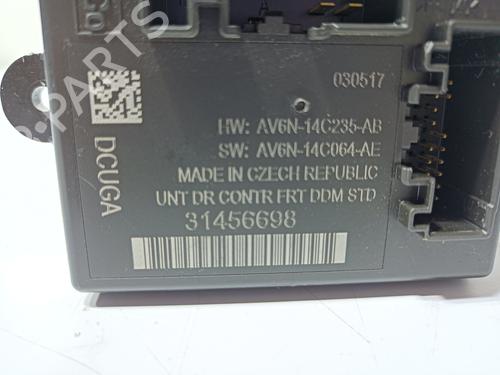 030517
HW: AV6N-14C235-AB
SW: AV6N-14C064-AE
MADE IN CZECH REPUBLIC
UNT DR CONTR FRT DDM STD
31456698
DCUGA